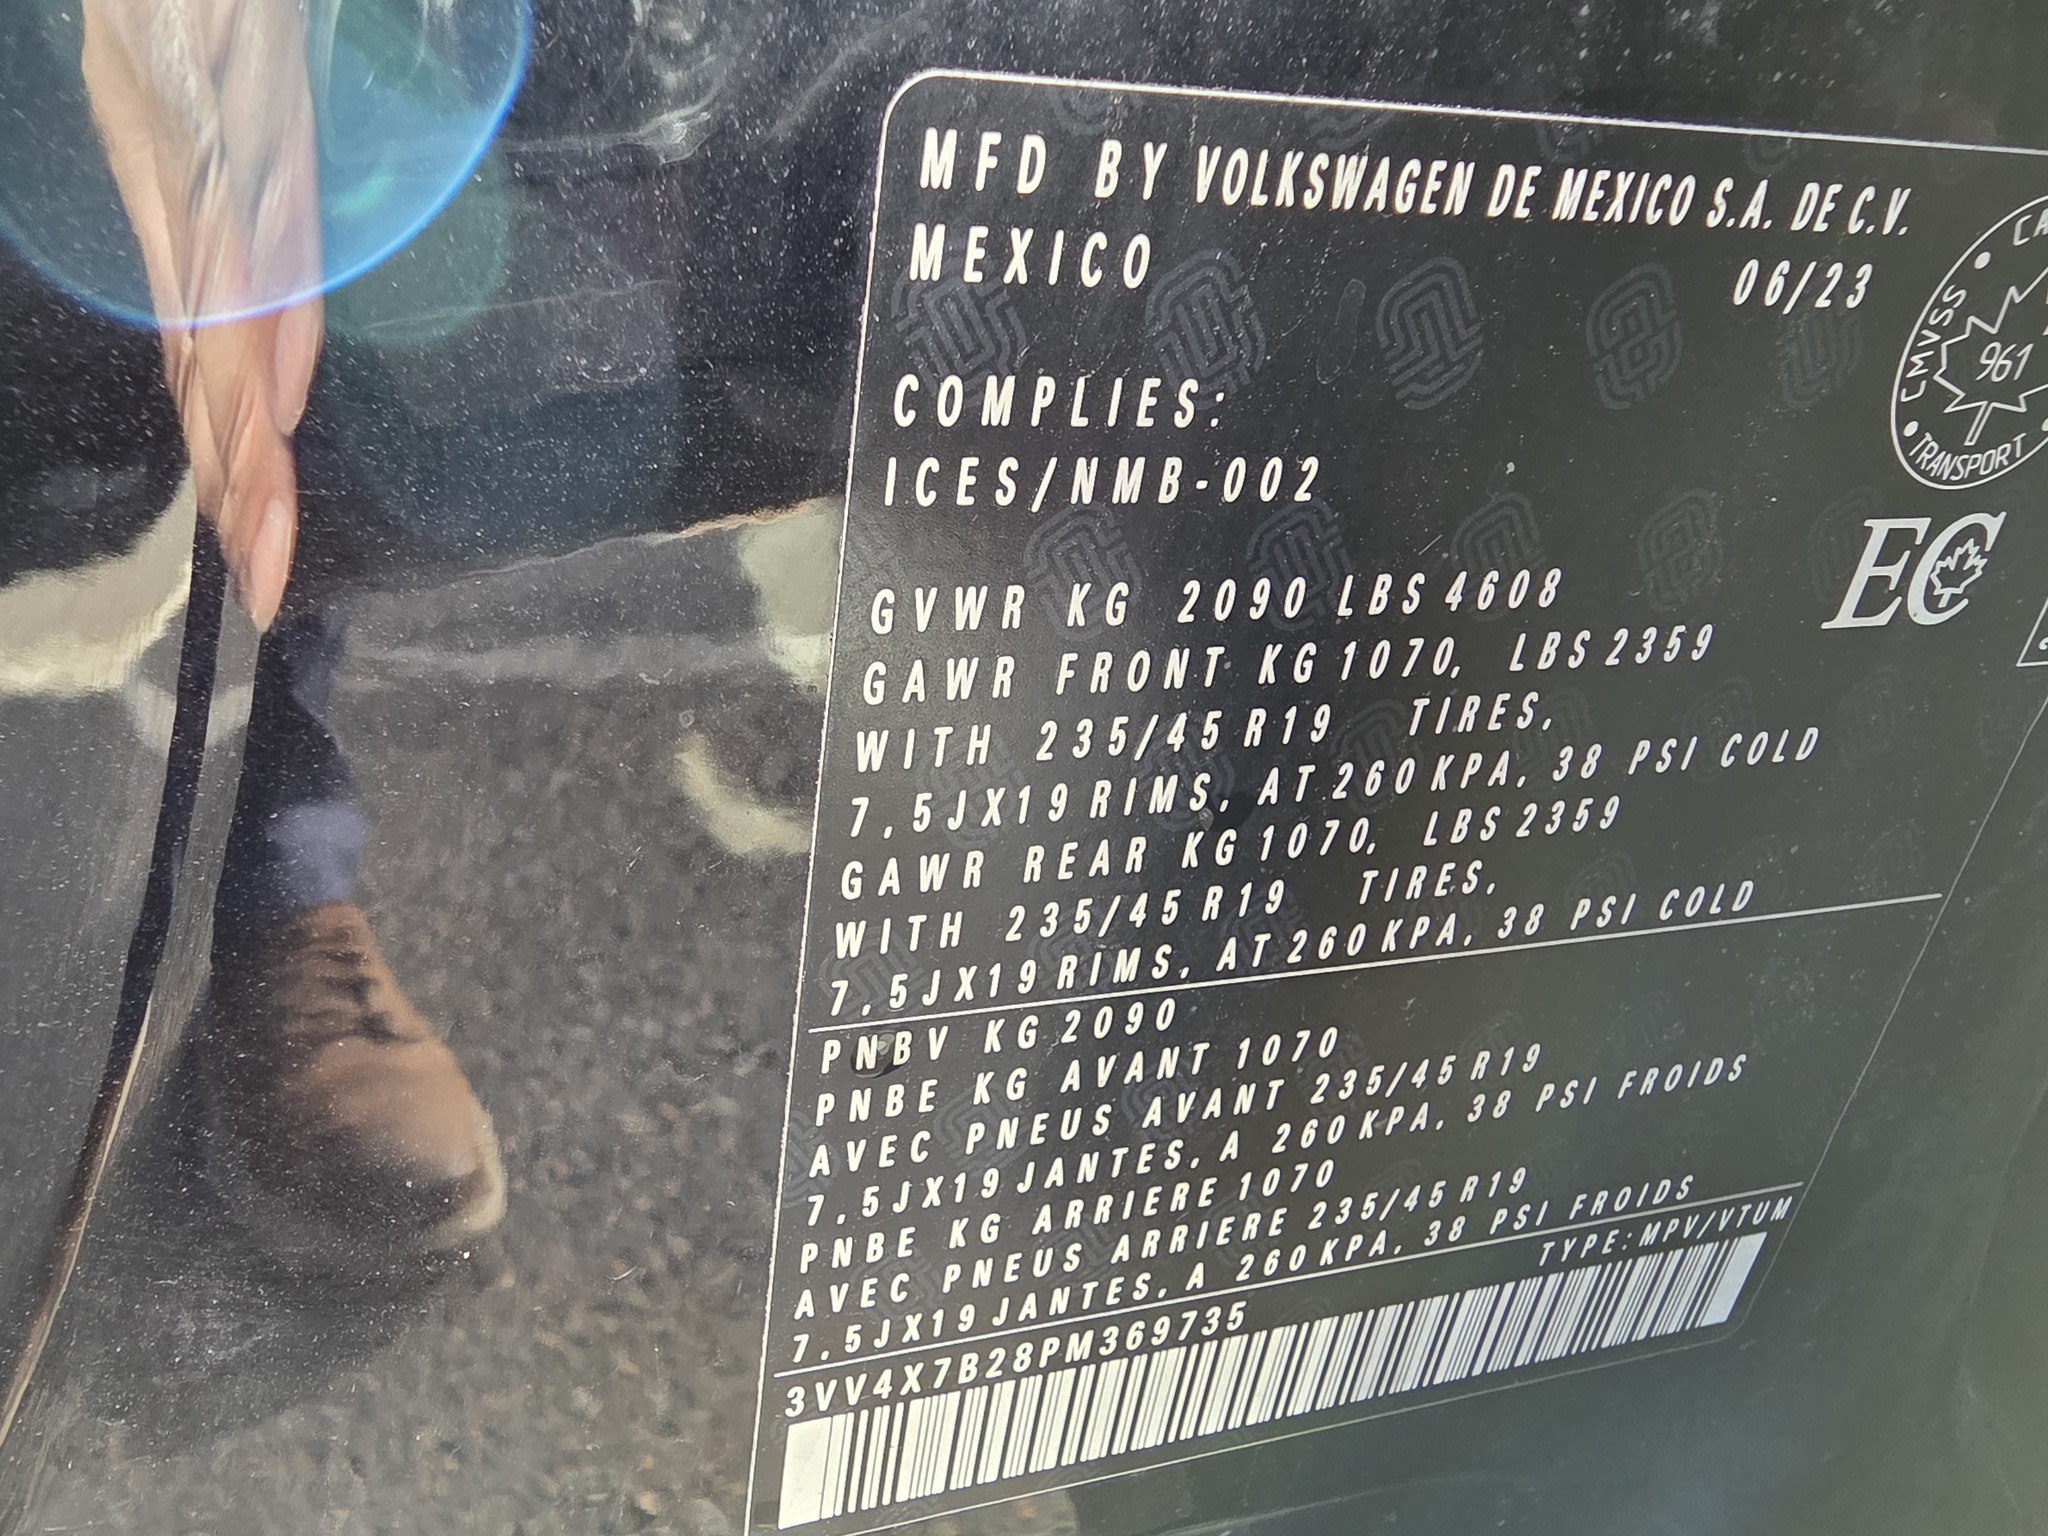 MFD BY VOLKSWAGEN DE MEXICO S.A. DE C.V.
MEXICO 06/23
CMVSS
961
TRANSPORT
COMPLIES:
ICES/NMB-002
EC
GVWR KG 2090 LBS 4608
GAWR FRONT KG 1070, LBS 2359
WITH 235/45 R19 TIRES,
7,5JX19 RIMS, AT 260 KPA, 38 PSI COLD
GAWR REAR KG 1070, LBS 2359
WITH 235/45 R19 TIRES,
7,5JX19 RIMS, AT 260 KPA, 38 PSI COLD
PNBV KG 2090
PNBE KG AVANT 1070
AVEC PNEUS AVANT 235/45 R19
7,5JX19 JANTES, A 260 KPA, 38 PSI FROIDS
PNBE KG ARRIERE 1070
AVEC PNEUS ARRIERE 235/45 R19
7,5JX19 JANTES, A 260 KPA, 38 PSI FROIDS
3VV4X7B28PM369735 TYPE:MPV/VTUM